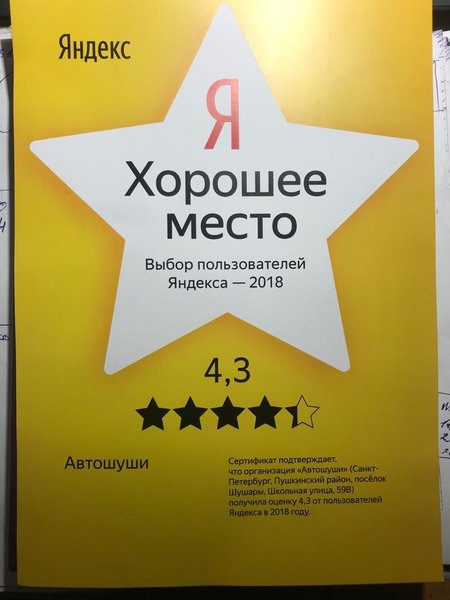 Яндекс
Я
Хорошее
место
Выбор пользователей
Яндекса — 2018
4,3
Автошуши
Сертификат подтверждает,
что организация «Автошуши» (Санкт-
Петербург, Пушкинский район, посёлок
Шушары, Школьная улица, 59В)
получила оценку 4,3 от пользователей
Яндекса в 2018 году.